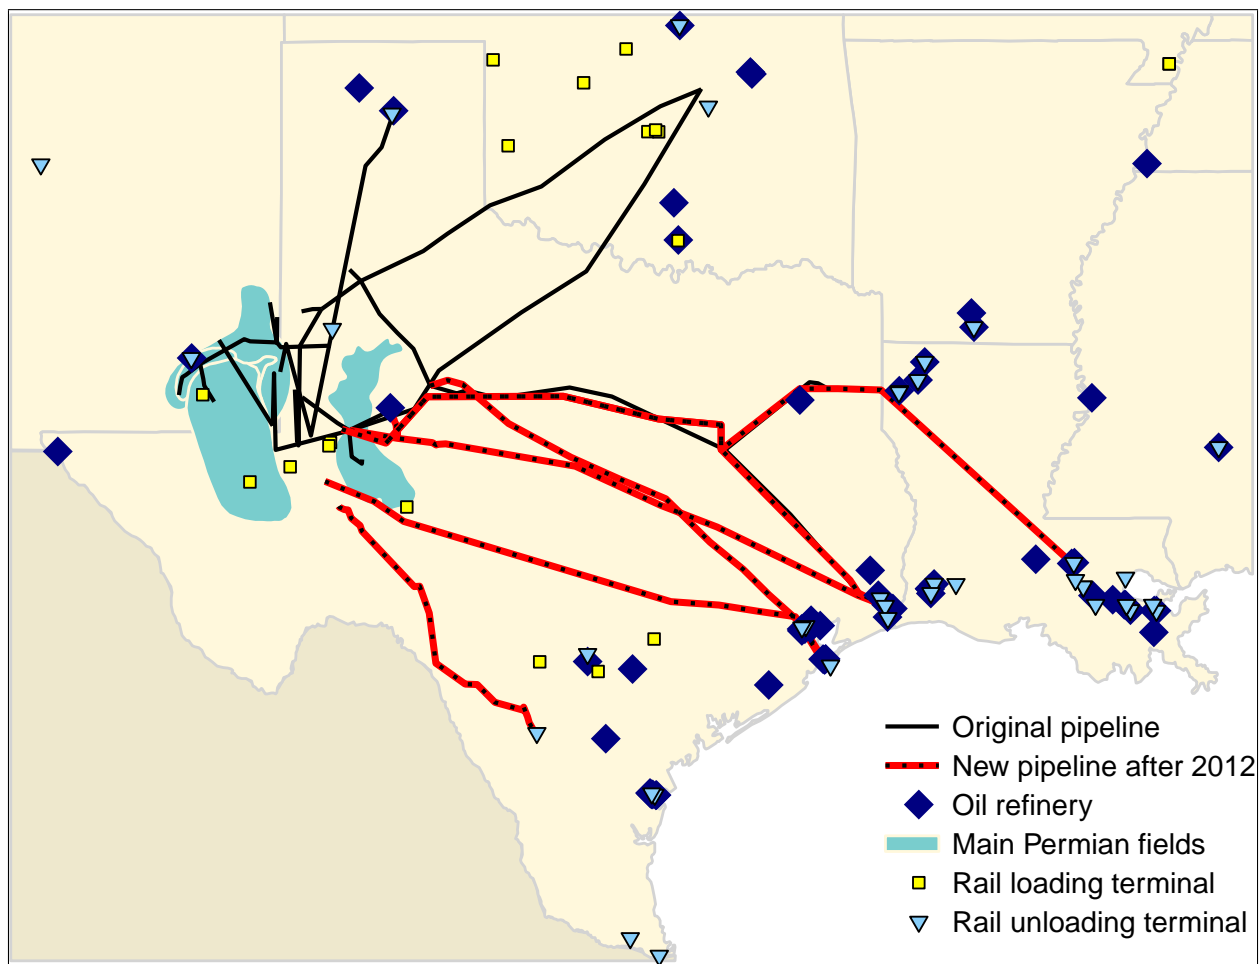 Original pipeline
New pipeline after 2012
Oil refinery
Main Permian fields
Rail loading terminal
Rail unloading terminal